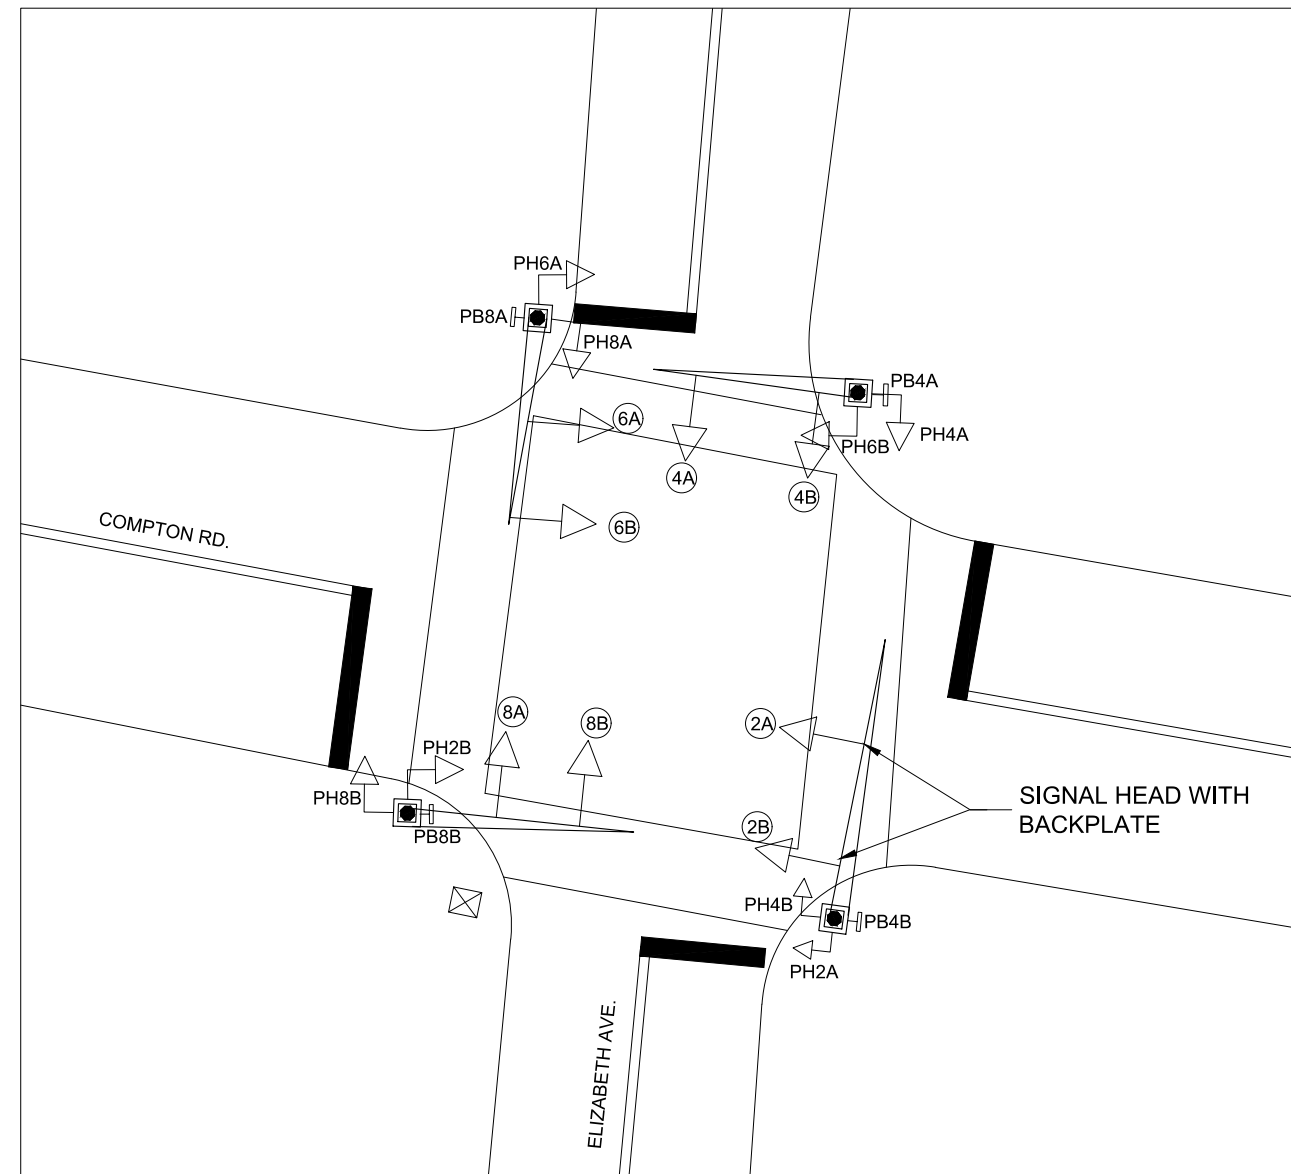 PH6A
PB8A
PH8A
PB4A
PH4A
PH6B
6A
4A
4B
6B
COMPTON RD.
8A
8B
2A
PH2B
PH8B
PB8B
SIGNAL HEAD WITH
BACKPLATE
2B
PH4B
PB4B
PH2A
ELIZABETH AVE.